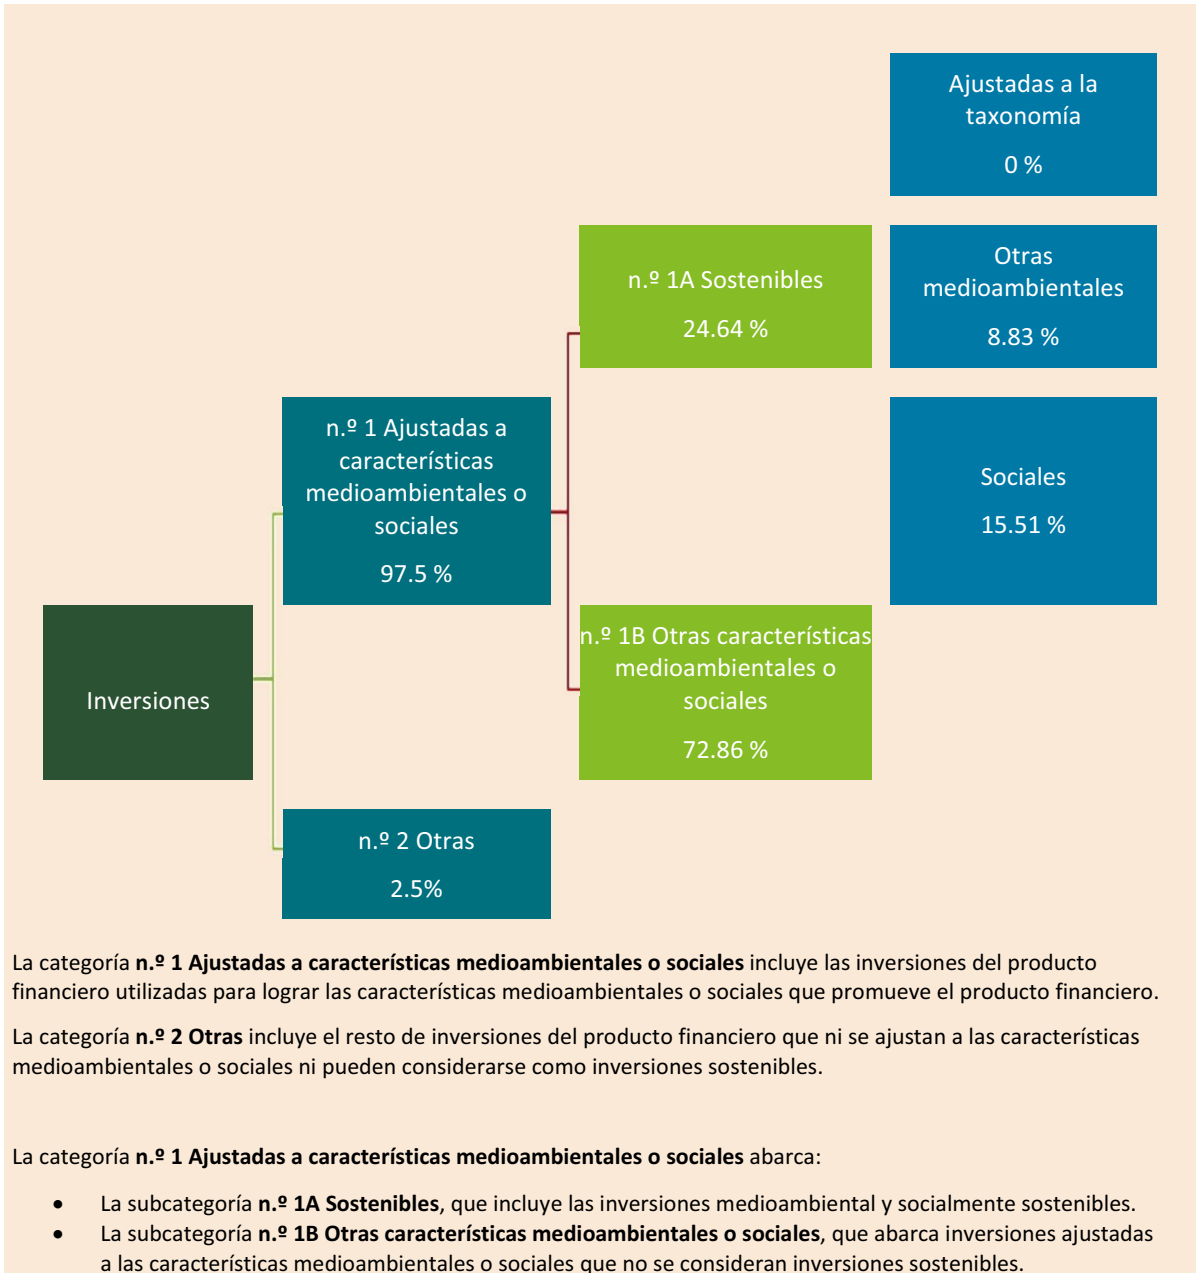 Ajustadas a la
taxonomía
0 %
n.º 1A Sostenibles
24.64 %
Otras
medioambientales
8.83 %
n.º 1 Ajustadas a
características
medioambientales o
sociales
97.5 %
Sociales
15.51 %
Inversiones
n.º 1B Otras características
medioambientales o
sociales
72.86 %
n.º 2 Otras
2.5%
La categoría n.º 1 Ajustadas a características medioambientales o sociales incluye las inversiones del producto
financiero utilizadas para lograr las características medioambientales o sociales que promueve el producto financiero.
La categoría n.º 2 Otras incluye el resto de inversiones del producto financiero que ni se ajustan a las características
medioambientales o sociales ni pueden considerarse como inversiones sostenibles.
La categoría n.º 1 Ajustadas a características medioambientales o sociales abarca:
• La subcategoría n.º 1A Sostenibles, que incluye las inversiones medioambiental y socialmente sostenibles.
• La subcategoría n.º 1B Otras características medioambientales o sociales, que abarca inversiones ajustadas
a las características medioambientales o sociales que no se consideran inversiones sostenibles.